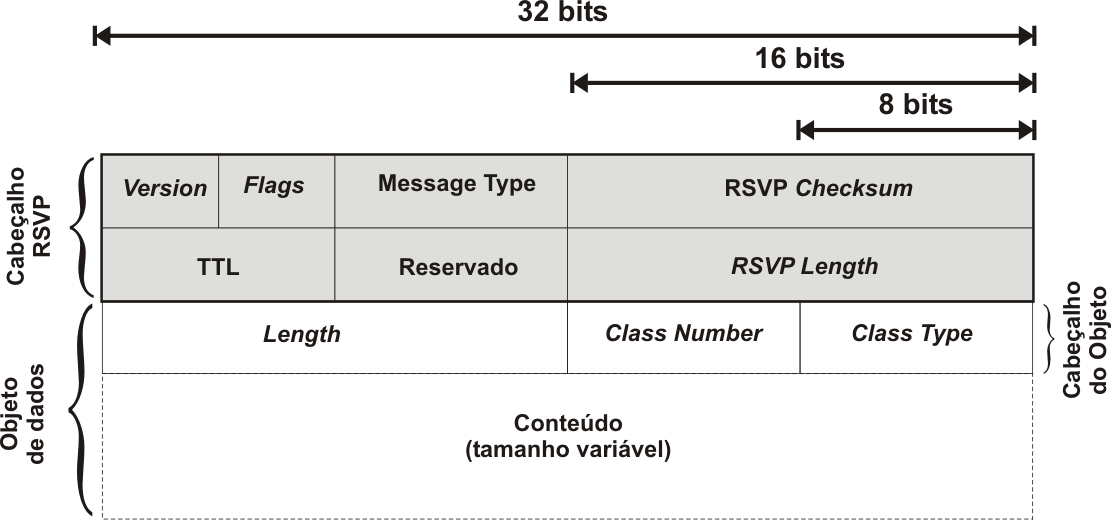 32 bits
16 bits
8 bits
Cabeçalho
RSVP
Version
Flags
Message Type
RSVP Checksum
TTL
Reservado
RSVP Length
Objeto
de dados
Length
Class Number
Class Type
Cabeçalho
do Objeto
Conteúdo
(tamanho variável)